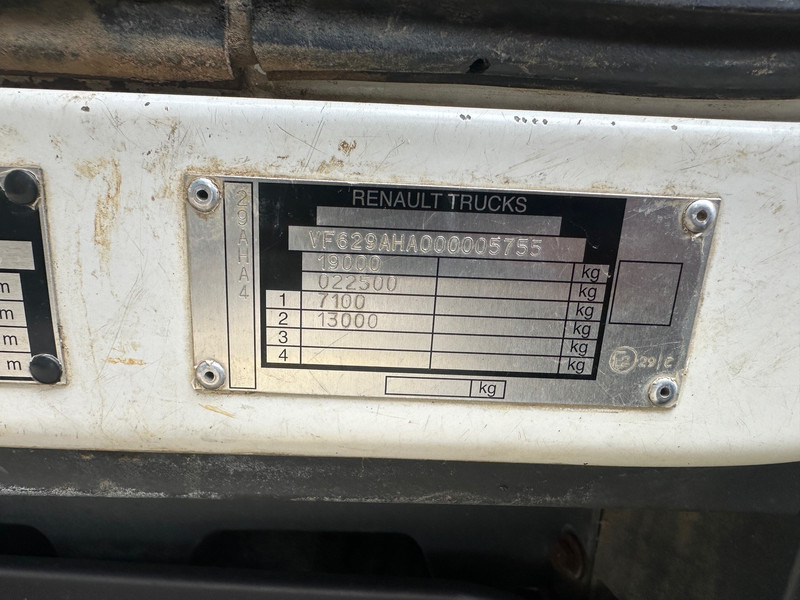 m
m
m
m
29AHA4
RENAULT TRUCKS
VF629AHA000005755
19000 kg
022500 kg
1 7100 kg
2 13000 kg
3 kg
4 kg
kg